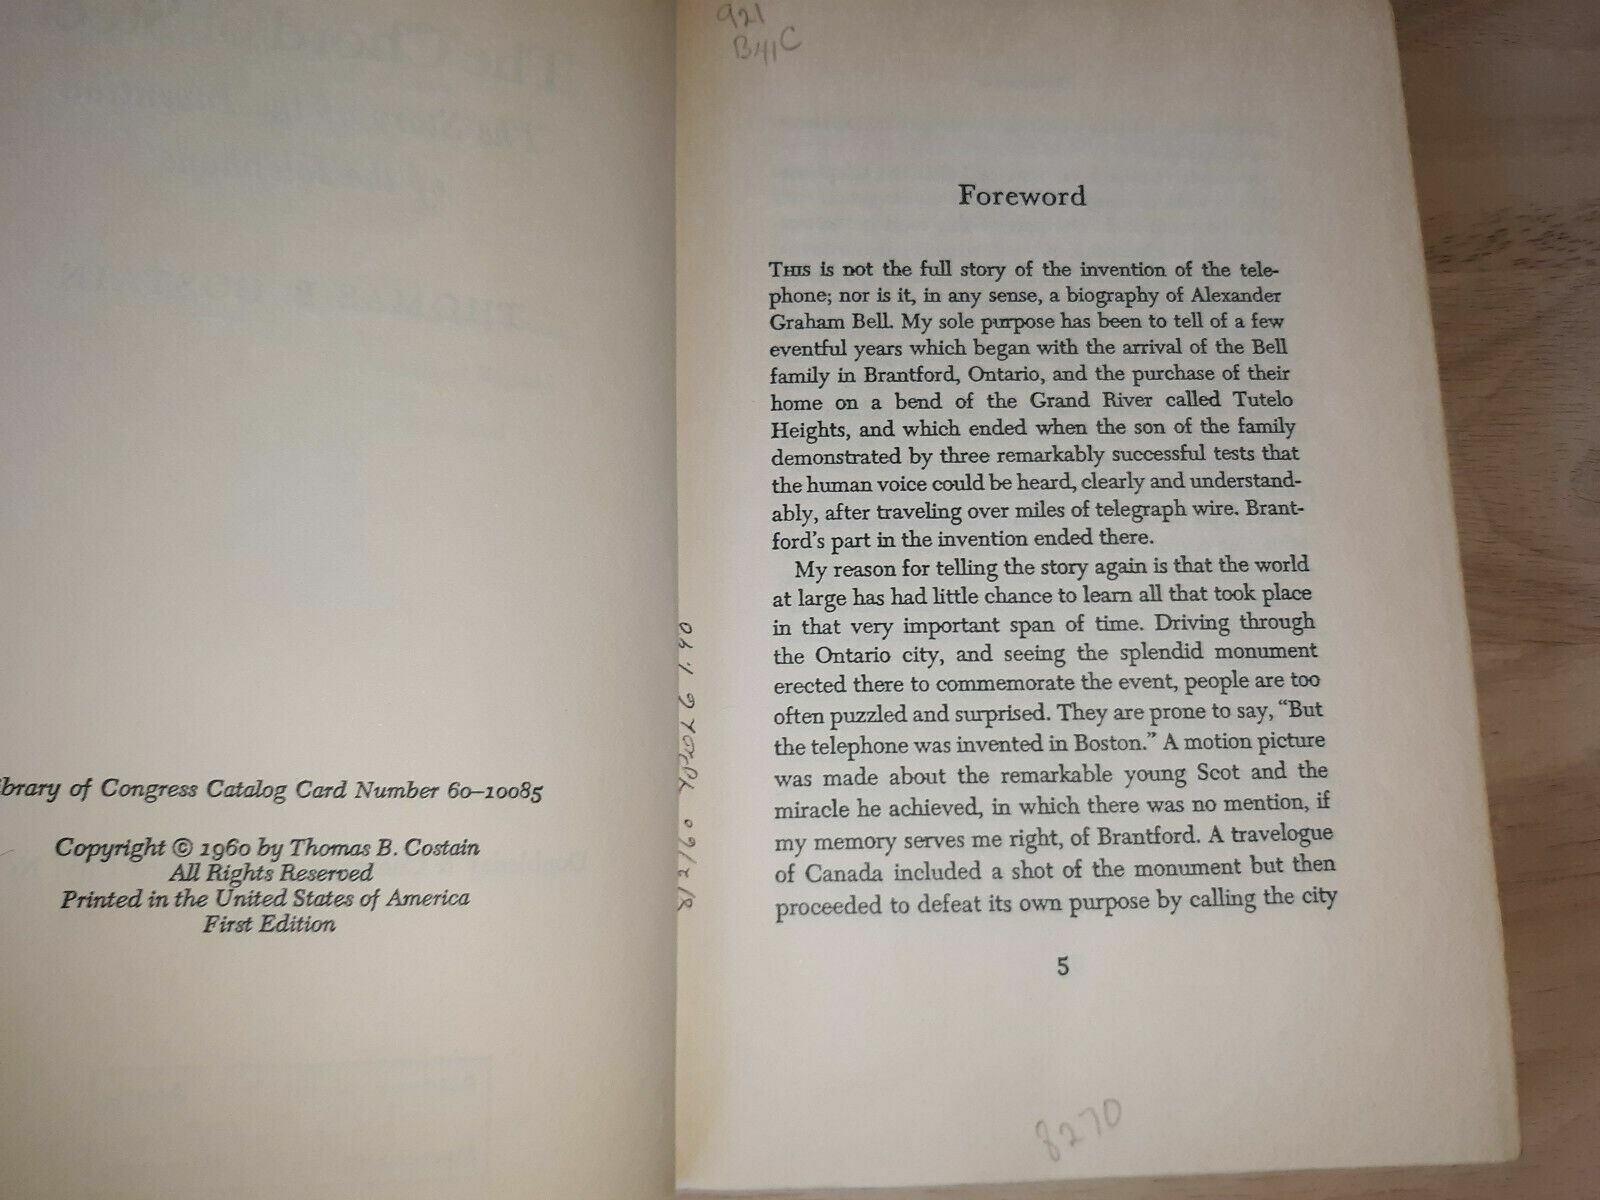 ibrary of Congress Catalog Card Number 60–10085
Copyright © 1960 by Thomas B. Costain
All Rights Reserved
Printed in the United States of America
First Edition
921
B41C
Foreword
THIS is not the full story of the invention of the tele-
phone; nor is it, in any sense, a biography of Alexander
Graham Bell. My sole purpose has been to tell of a few
eventful years which began with the arrival of the Bell
family in Brantford, Ontario, and the purchase of their
home on a bend of the Grand River called Tutelo
Heights, and which ended when the son of the family
demonstrated by three remarkably successful tests that
the human voice could be heard, clearly and understand-
ably, after traveling over miles of telegraph wire. Brant-
ford's part in the invention ended there.
My reason for telling the story again is that the world
at large has had little chance to learn all that took place
in that very important span of time. Driving through
the Ontario city, and seeing the splendid monument
erected there to commemorate the event, people are too
often puzzled and surprised. They are prone to say, “But
the telephone was invented in Boston.” A motion picture
was made about the remarkable young Scot and the
miracle he achieved, in which there was no mention, if
my memory serves me right, of Brantford. A travelogue
of Canada included a shot of the monument but then
proceeded to defeat its own purpose by calling the city
5
8270